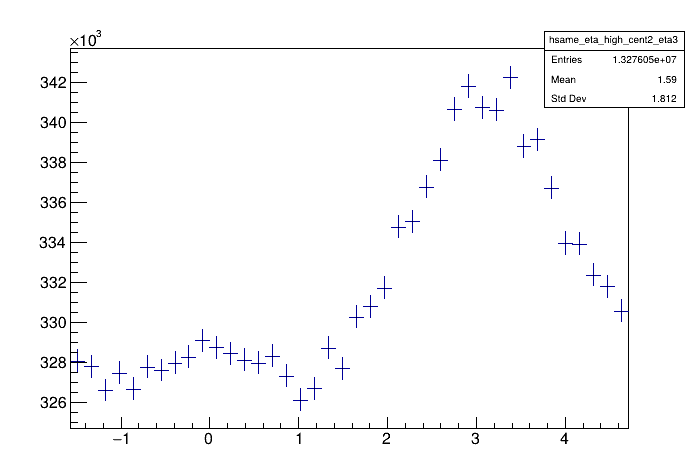 ×10³
hsame_eta_high_cent2_eta3
Entries 1.327605e+07
Mean 1.59
Std Dev 1.812
342
340
338
336
334
332
330
328
326
−1 0 1 2 3 4